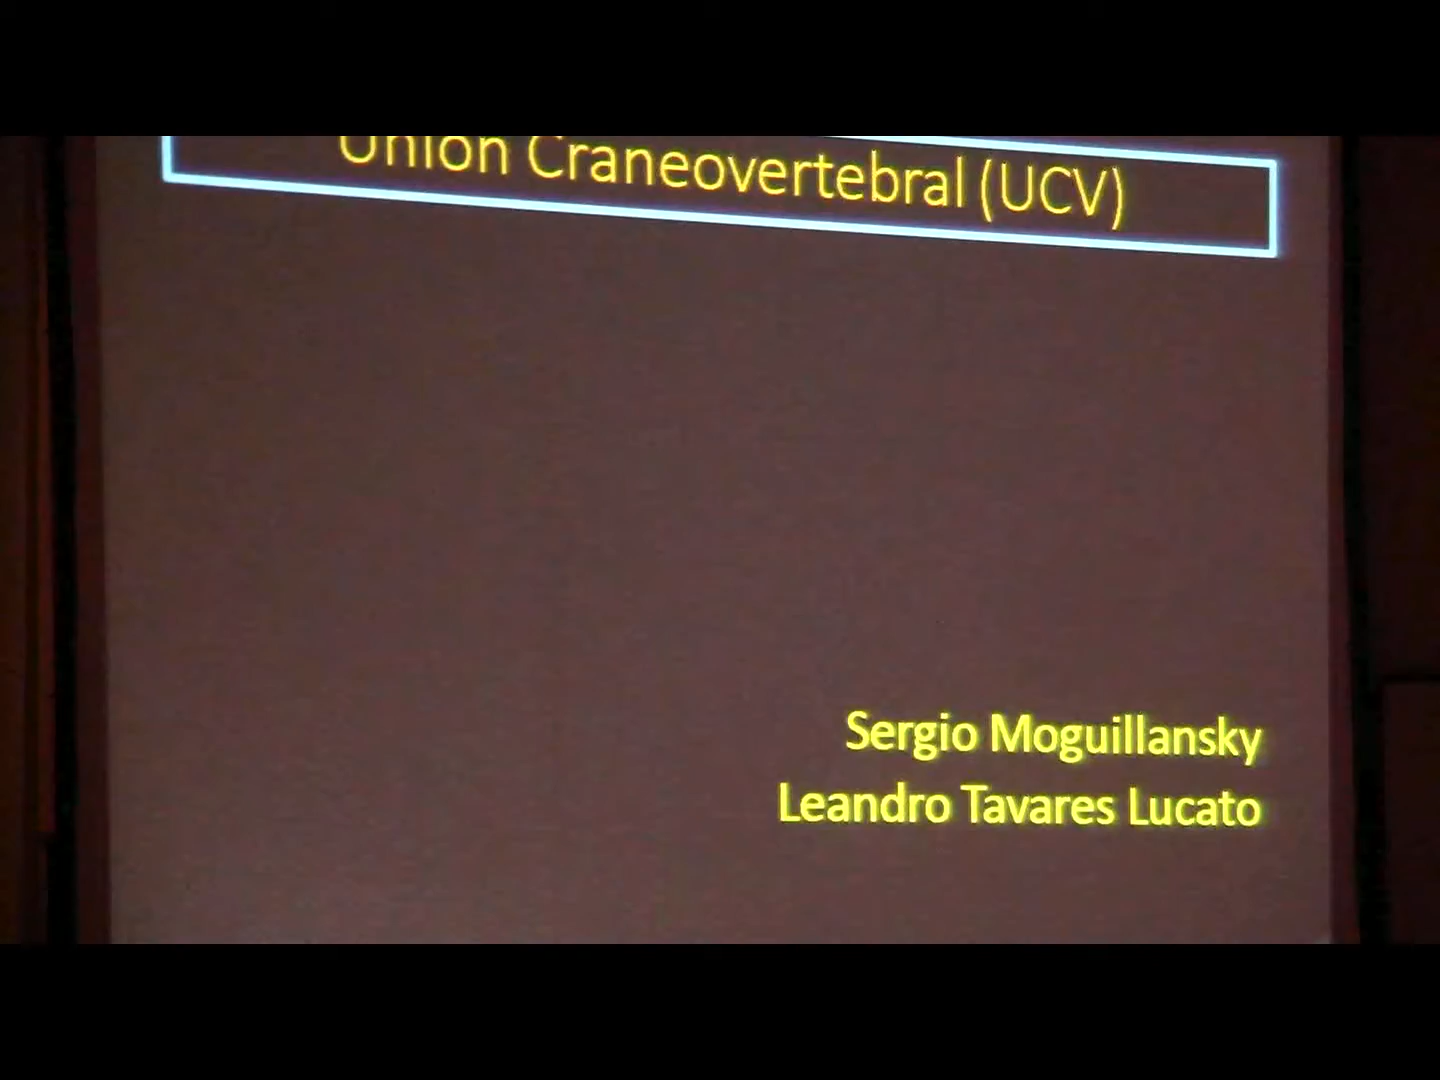 Unión Craneovertebral (UCV)
Sergio Moguillansky
Leandro Tavares Lucato